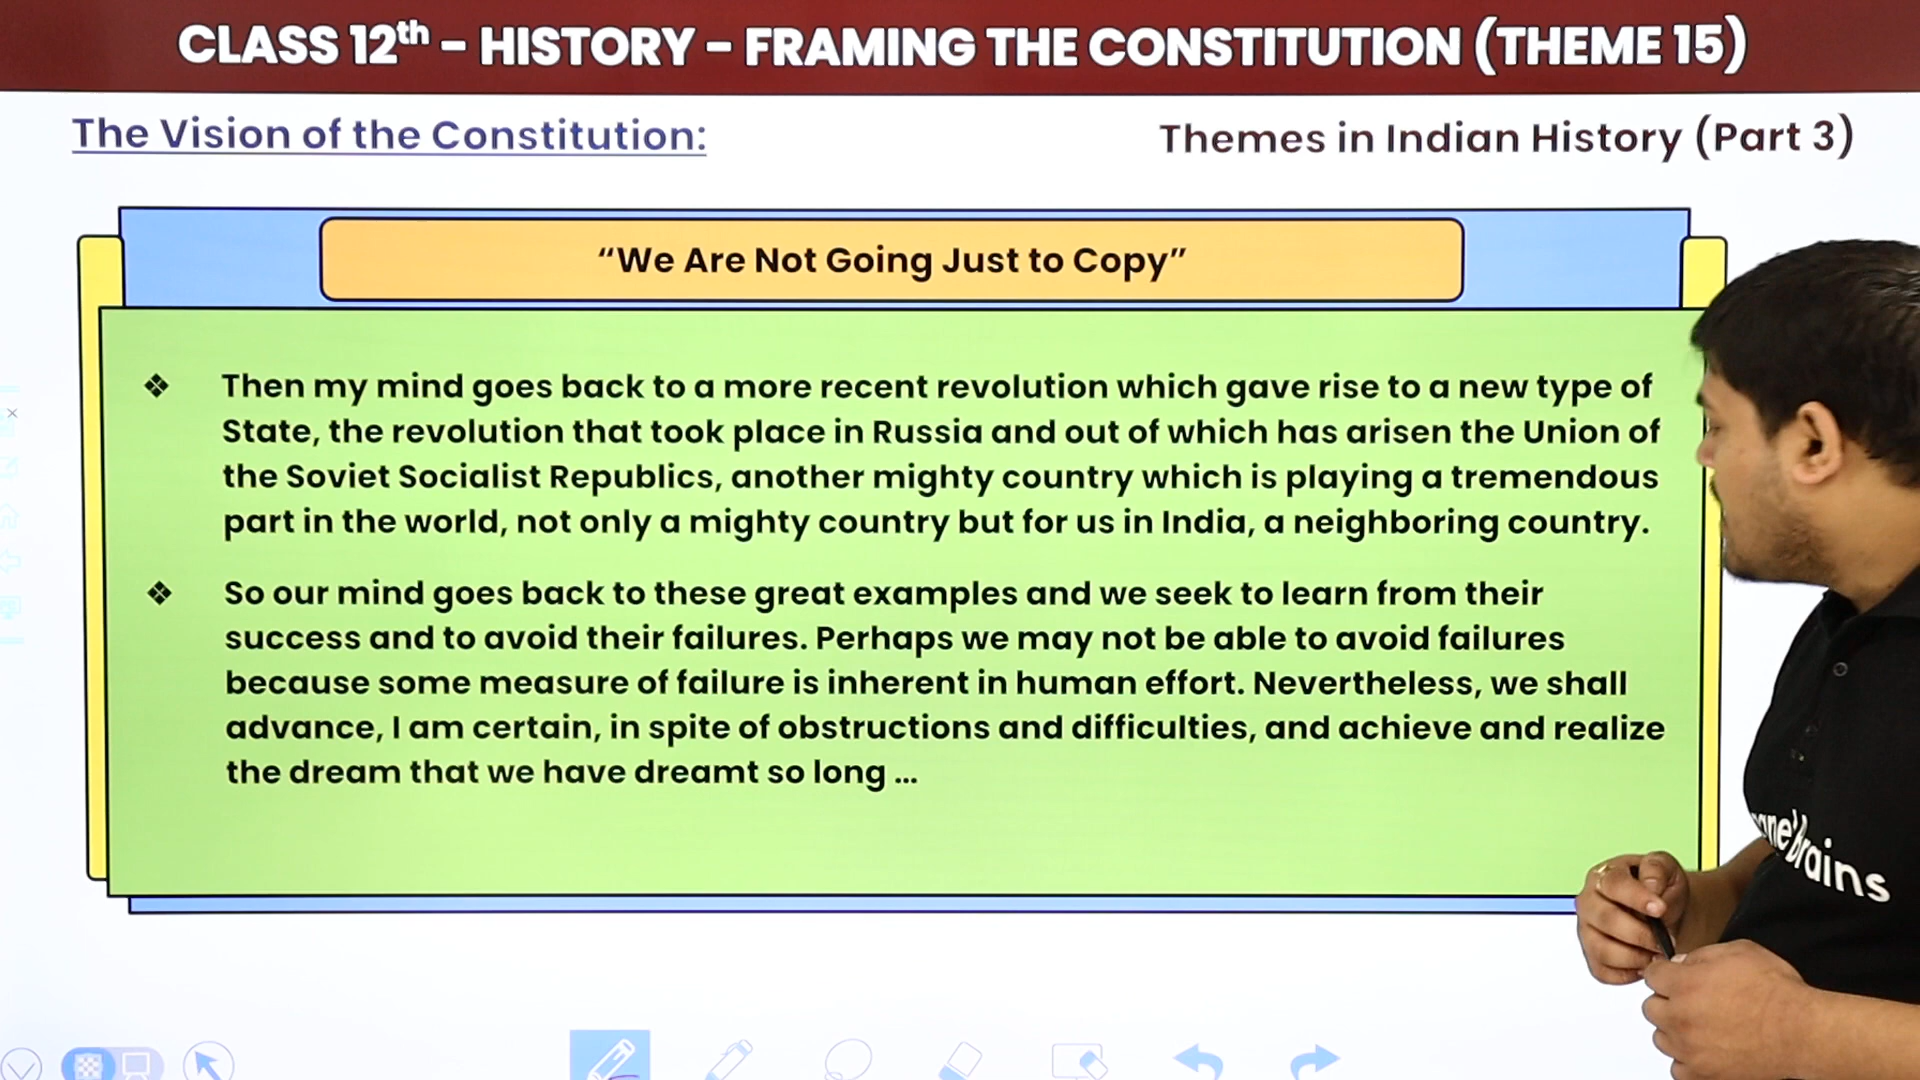 CLASS 12th - HISTORY - FRAMING THE CONSTITUTION (THEME 15)
The Vision of the Constitution:
Themes in Indian History (Part 3)
“We Are Not Going Just to Copy”
❖ Then my mind goes back to a more recent revolution which gave rise to a new type of
State, the revolution that took place in Russia and out of which has arisen the Union of
the Soviet Socialist Republics, another mighty country which is playing a tremendous
part in the world, not only a mighty country but for us in India, a neighboring country.
❖ So our mind goes back to these great examples and we seek to learn from their
success and to avoid their failures. Perhaps we may not be able to avoid failures
because some measure of failure is inherent in human effort. Nevertheless, we shall
advance, I am certain, in spite of obstructions and difficulties, and achieve and realize
the dream that we have dreamt so long ...